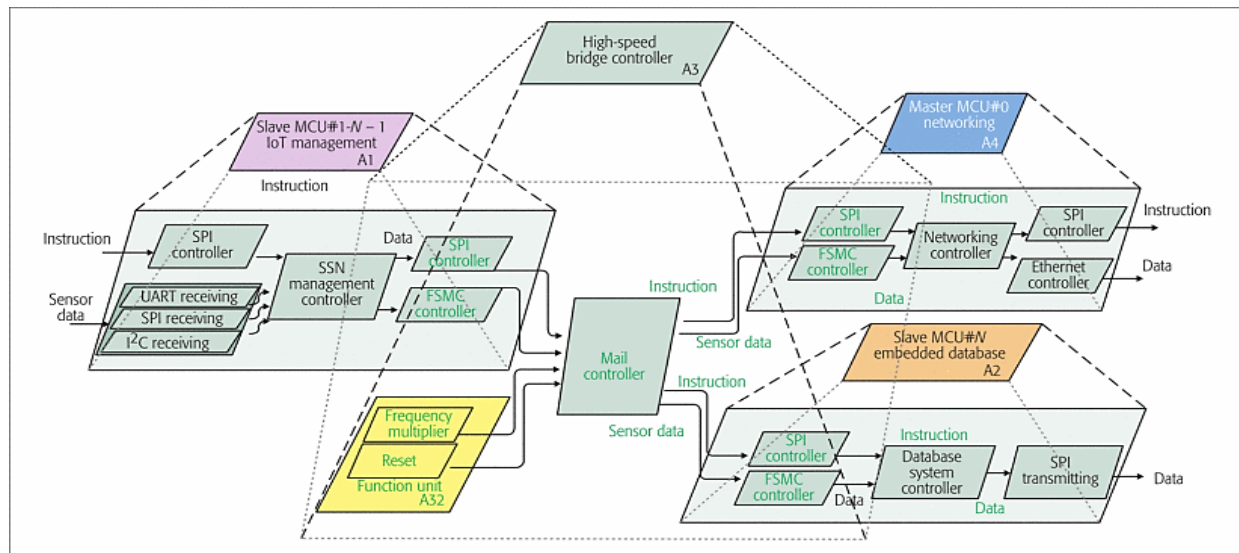 High-speed
bridge controller
A3
Slave MCU#1-N – 1
IoT management
A1
Instruction
Master MCU#0
networking
A4
Instruction
SPI
controller
Data
SPI
controller
SSN
management
controller
FSMC
controller
Sensor
data
UART receiving
SPI receiving
I²C receiving
Instruction
SPI
controller
FSMC
controller
Networking
controller
SPI
controller
Instruction
Ethernet
controller
Data
Data
Instruction
Sensor data
Mail
controller
Instruction
Sensor data
Slave MCU#N
embedded database
A2
Frequency
multiplier
Reset
Function unit
A32
SPI
controller
Instruction
FSMC
controller
Data
Database
system
controller
SPI
transmitting
Data
Data